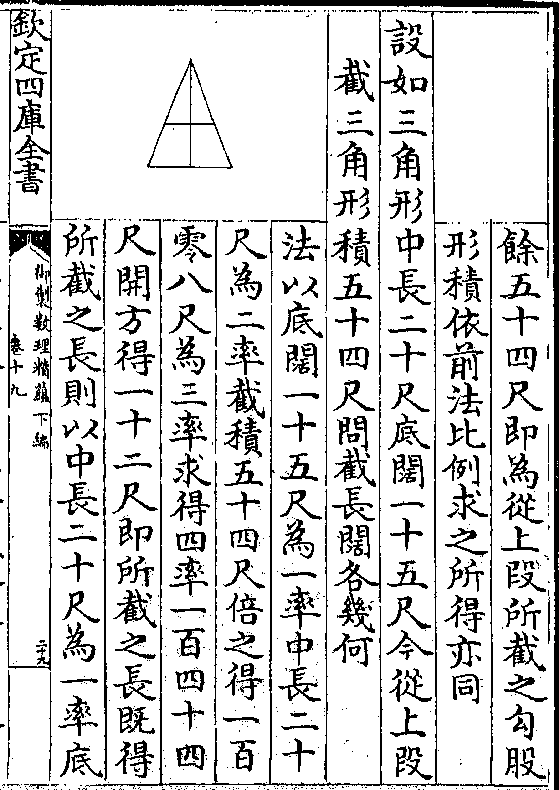 餘五十四尺即為從上段所截之勾股
形積依前法比例求之所得亦同
設如三角形中長二十尺底闊一十五尺今從上段
截三角形積五十四尺問截長闊各幾何
法以底闊一十五尺為一率中長二十
尺為二率截積五十四尺倍之得一百
零八尺為三率求得四率一百四十四
尺開方得一十二尺即所截之長既得
所截之長則以中長二十尺為一率底
欽定四庫全書
御製數理精蘊下編
卷十九
二十九